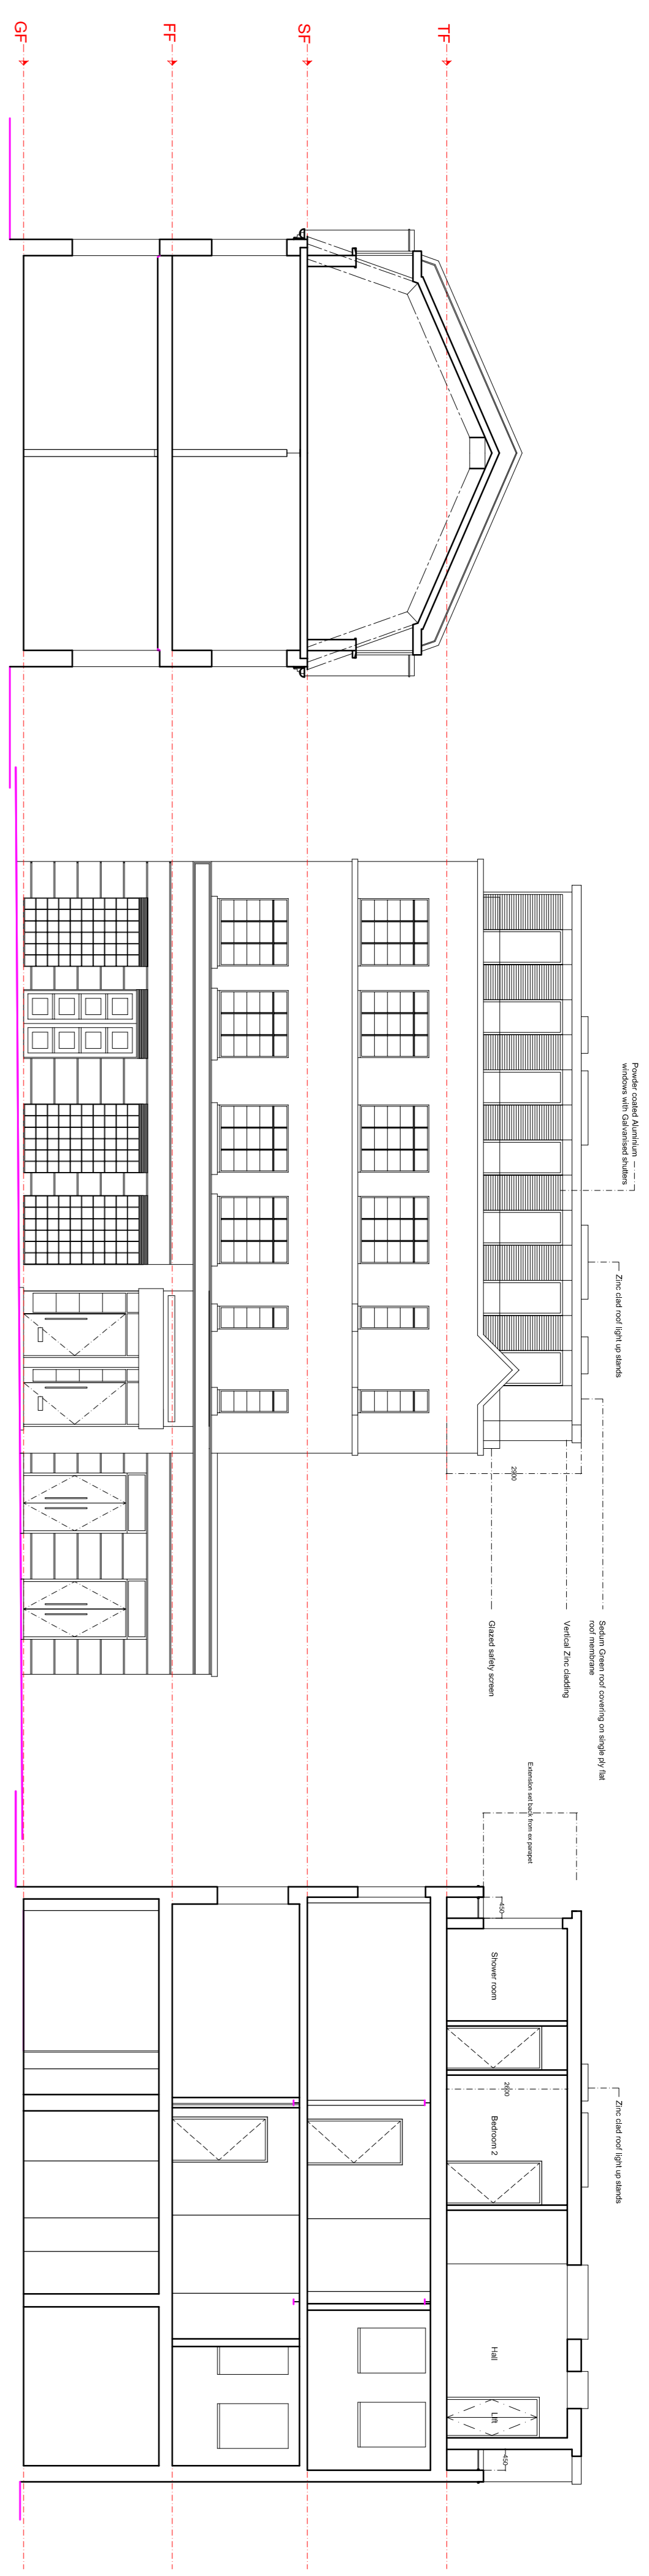 TF
SF
FF
GF
Powder coated Aluminium
windows with Galvanised shutters
Zinc clad roof light up stands
2900
Sedum Green roof covering on single ply flat
roof membrane
Vertical Zinc cladding
Glazed safety screen
Extension set back from ex parapet
450
Shower room
2600
Bedroom 2
Zinc clad roof light up stands
Hall
Lift
450